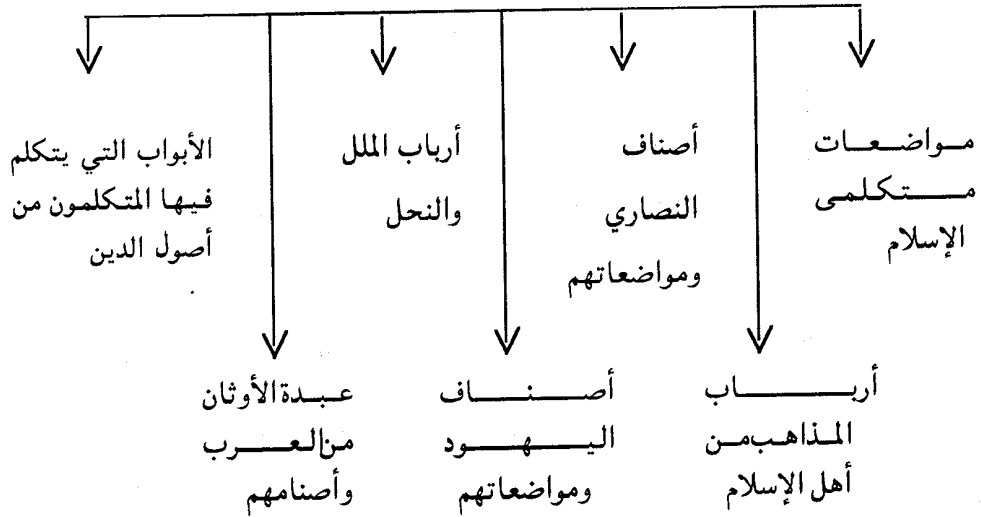 مواضعات
متكلمى
الإسلام
أرباب
المذاهب من
أهل الإسلام
أصناف
النصاري
ومواضعاتهم
أصناف
اليهود
ومواضعاتهم
أرباب الملل
والنحل
عبدة الأوثان
من العرب
وأصنامهم
الأبواب التي يتكلم
فيها المتكلمون من
أصول الدين